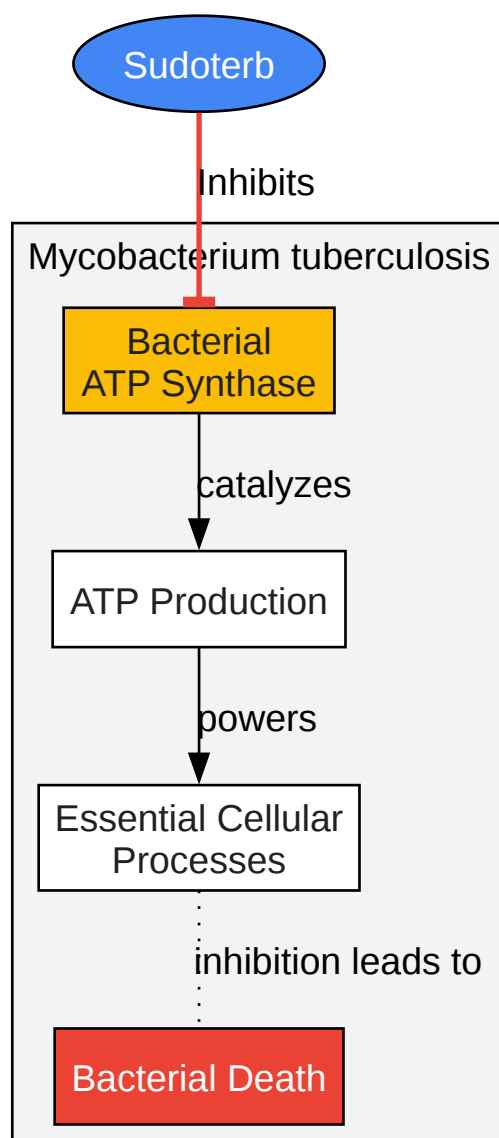 Sudoterb
Inhibits
Mycobacterium tuberculosis
Bacterial
ATP Synthase
catalyzes
ATP Production
powers
Essential Cellular
Processes
inhibition leads to
Bacterial Death